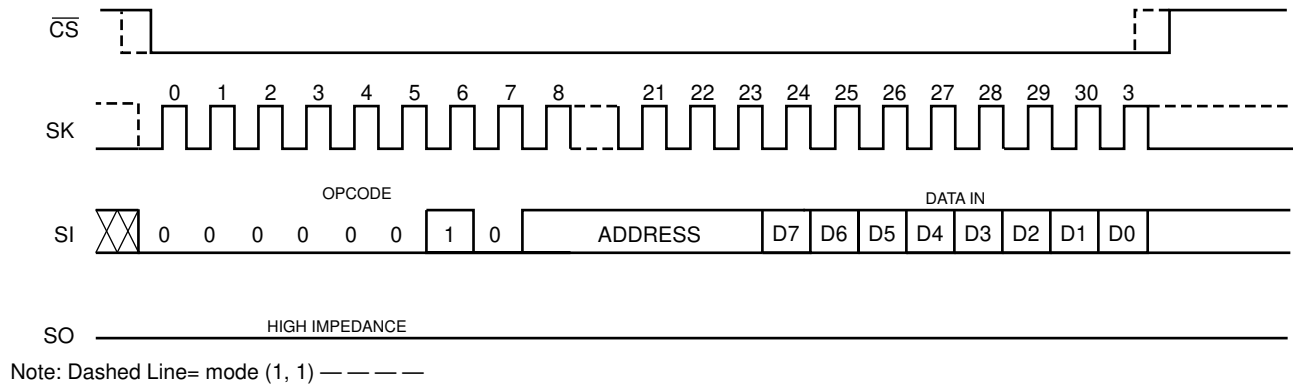 CS
0 1 2 3 4 5 6 7 8 21 22 23 24 25 26 27 28 29 30 3
SK
OPCODE DATA IN
SI 0 0 0 0 0 0 1 0 ADDRESS D7 D6 D5 D4 D3 D2 D1 D0
HIGH IMPEDANCE
SO
Note: Dashed Line= mode (1, 1) — — — —